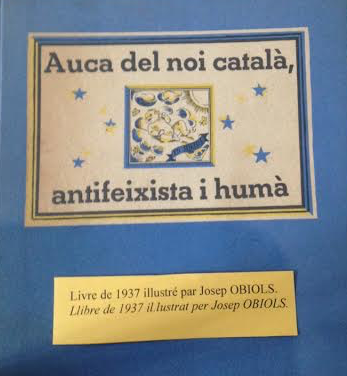 Auca del noi català,
antifeixista i humà
Livre de 1937 illustré par Josep OBIOLS.
Llibre de 1937 il.lustrat per Josep OBIOLS.